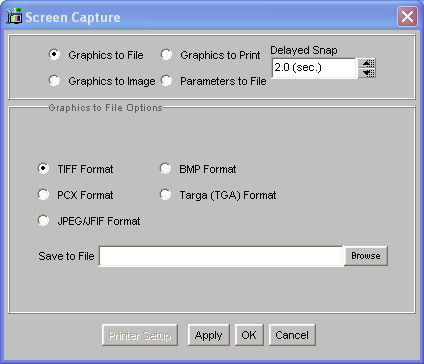 Screen Capture
Graphics to File Graphics to Print Delayed Snap
2.0 (sec.)
Graphics to Image Parameters to File
Graphics to File Options
TIFF Format BMP Format
PCX Format Targa (TGA) Format
JPEG/JFIF Format
Save to File Browse
Printer Setup Apply OK Cancel